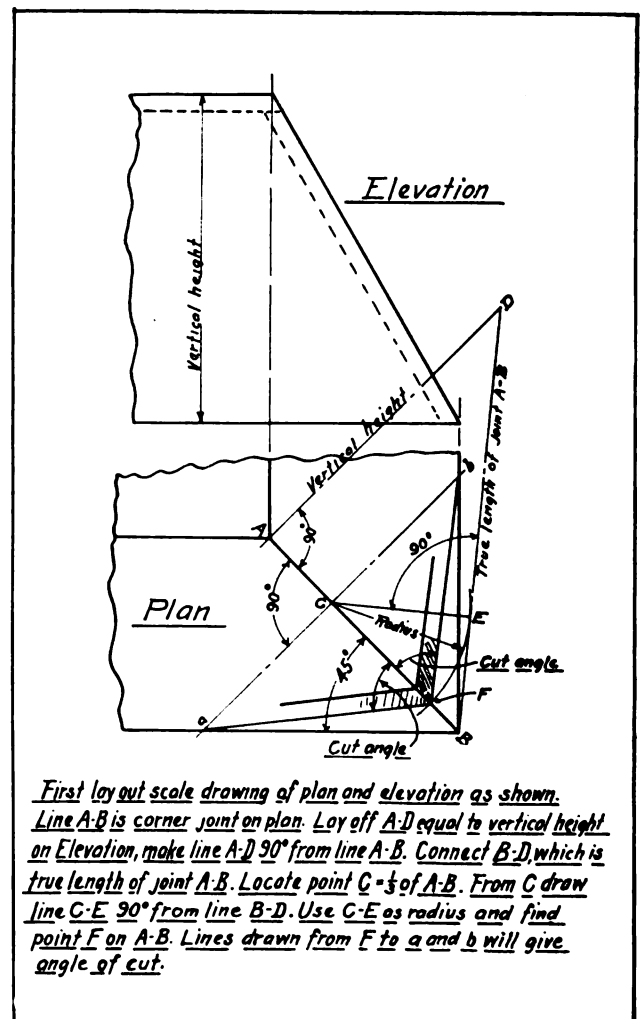 Elevation
Vertical height
D
Vertical height
True length of joint A-B
b
A
90°
90°
90°
C
E
Plan
Radius
45°
Cut angle
F
a
B
Cut angle
First lay out scale drawing of plan and elevation as shown.
Line A-B is corner joint on plan. Lay off A-D equal to vertical height
on Elevation, make line A-D 90° from line A-B. Connect B-D, which is
true length of joint A-B. Locate point C = ⅓ of A-B. From C draw
line C-E 90° from line B-D. Use C-E as radius and find
point F on A-B. Lines drawn from F to a and b will give
angle of cut.